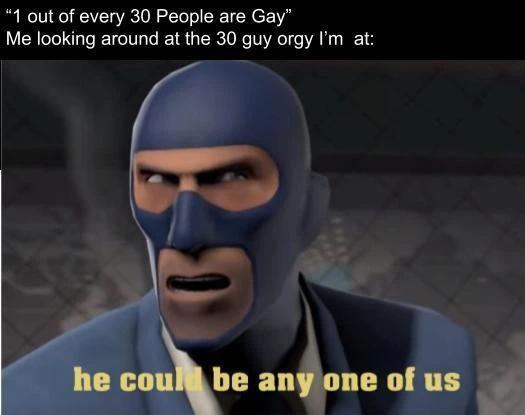 “1 out of every 30 People are Gay”
Me looking around at the 30 guy orgy I’m  at:
he could be any one of us